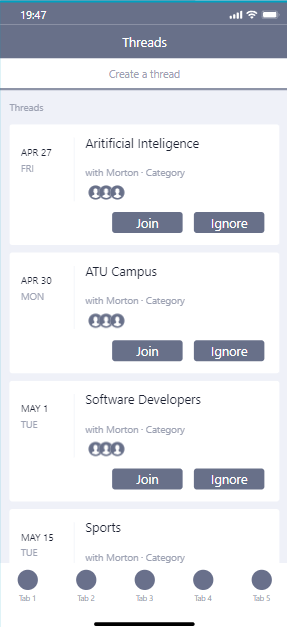 19:47
Threads
Create a thread
Threads
APR 27
FRI
Aritificial Inteligence
with Morton · Category
Join Ignore
APR 30
MON
ATU Campus
with Morton · Category
Join Ignore
MAY 1
TUE
Software Developers
with Morton · Category
Join Ignore
MAY 15
TUE
Sports
with Morton · Category
Tab 1 Tab 2 Tab 3 Tab 4 Tab 5